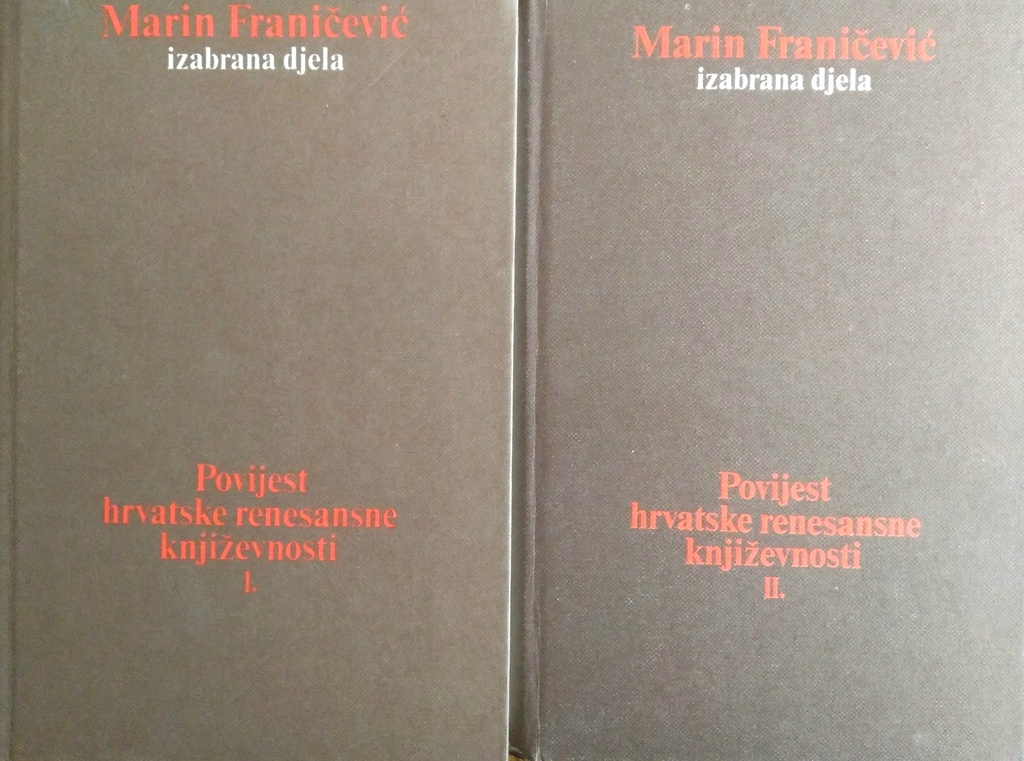 Marin Franičević
izabrana djela
Povijest
hrvatske renesansne
književnosti
I.
Marin Franičević
izabrana djela
Povijest
hrvatske renesansne
književnosti
II.